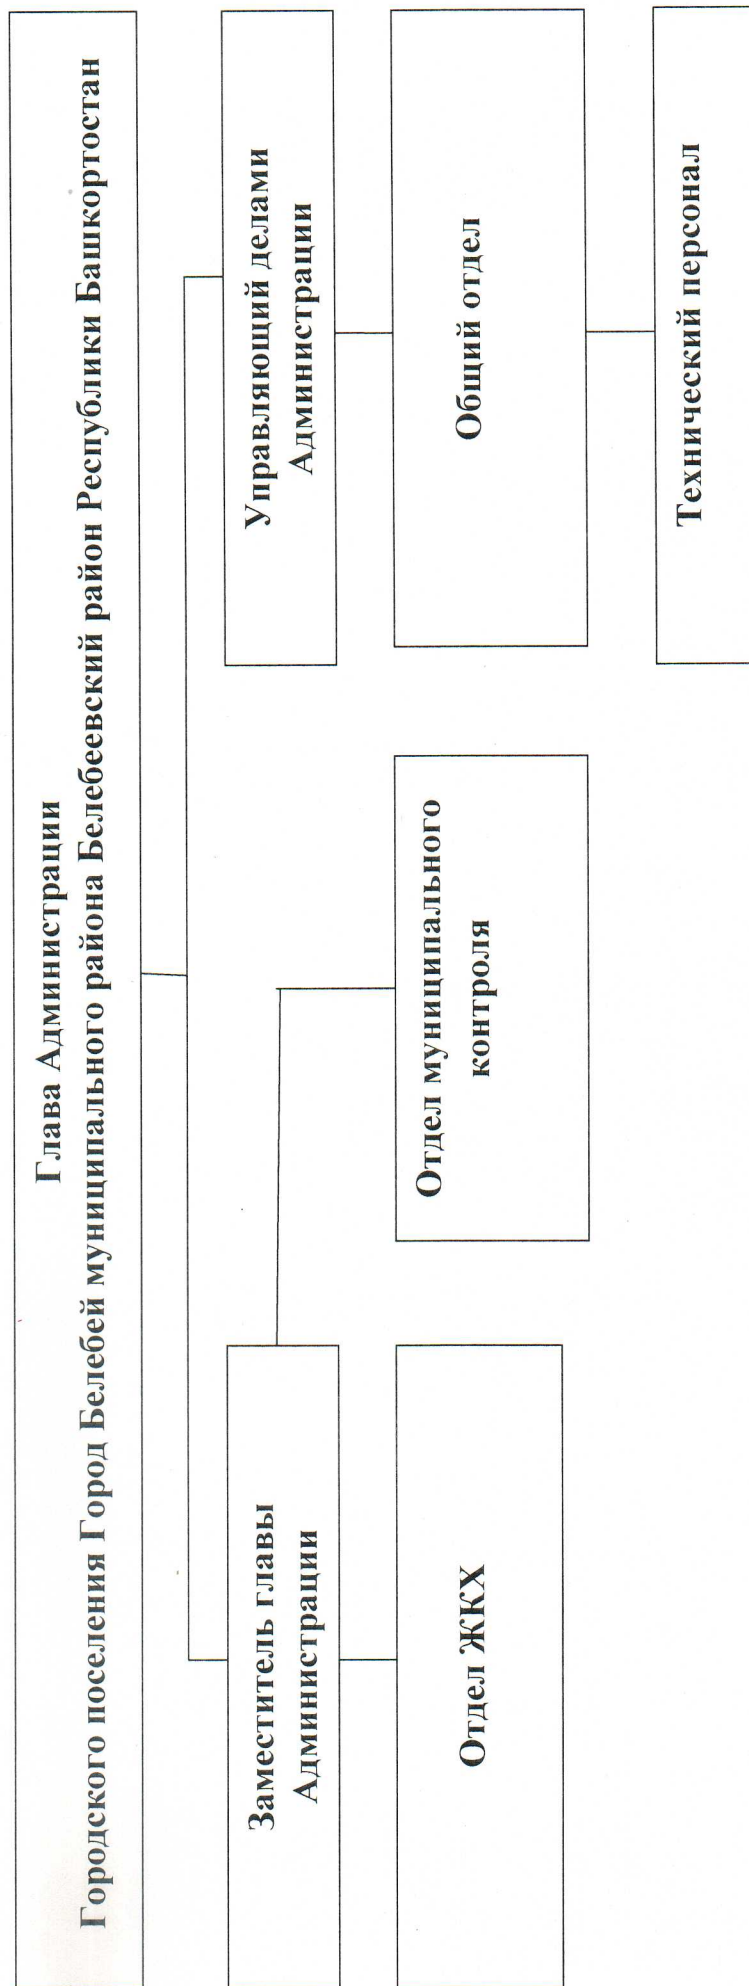 Глава Администрации
Городского поселения Город Белебей муниципального района Белебеевский район Республики Башкортостан
Заместитель главы
Администрации
Управляющий делами
Администрации
Отдел ЖКХ
Отдел муниципального
контроля
Общий отдел
Технический персонал